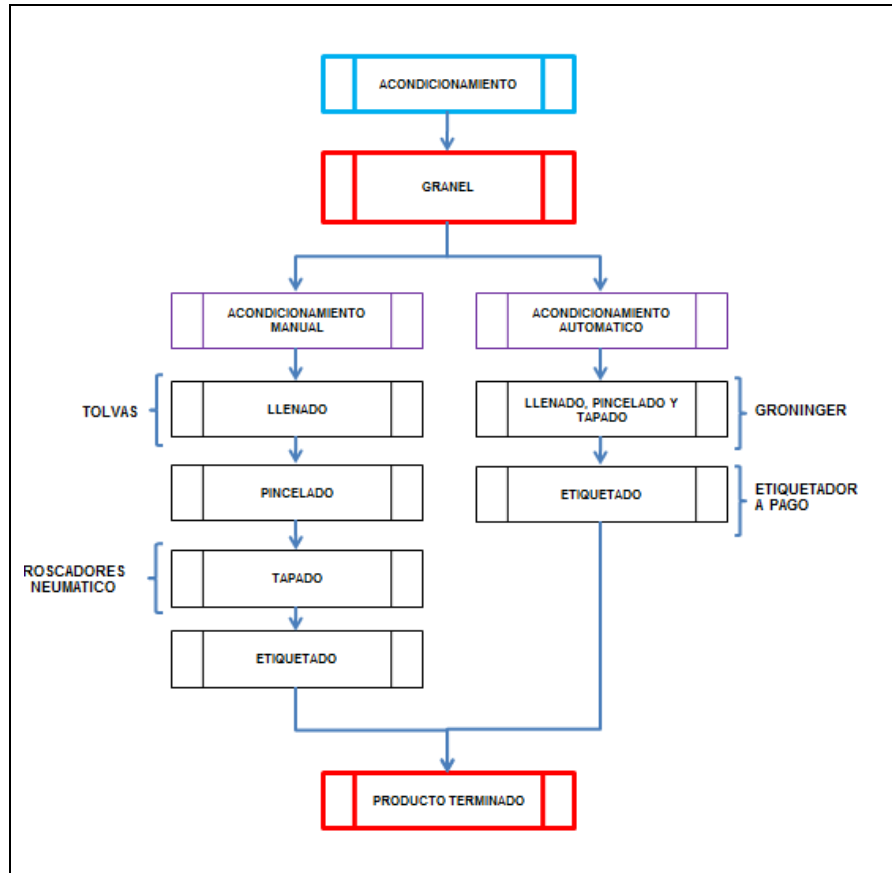 ACONDICIONAMIENTO
GRANEL
ACONDICIONAMIENTO
MANUAL
ACONDICIONAMIENTO
AUTOMATICO
TOLVAS
LLENADO
LLENADO, PINCELADO Y
TAPADO
GRONINGER
PINCELADO
ETIQUETADO
ETIQUETADOR
A PAGO
ROSCADORES
NEUMATICO
TAPADO
ETIQUETADO
PRODUCTO TERMINADO